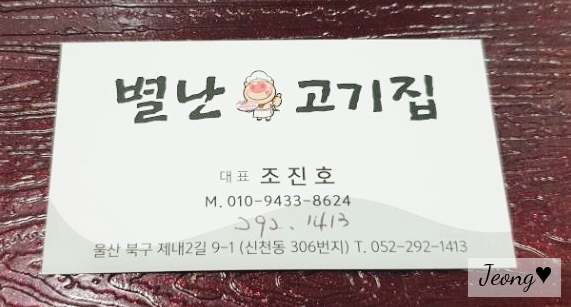 별난 고기집
대표 조진호
M. 010-9433-8624
292. 1413
울산 북구 제내2길 9-1 (신천동 306번지) T. 052-292-1413
Jeong♥